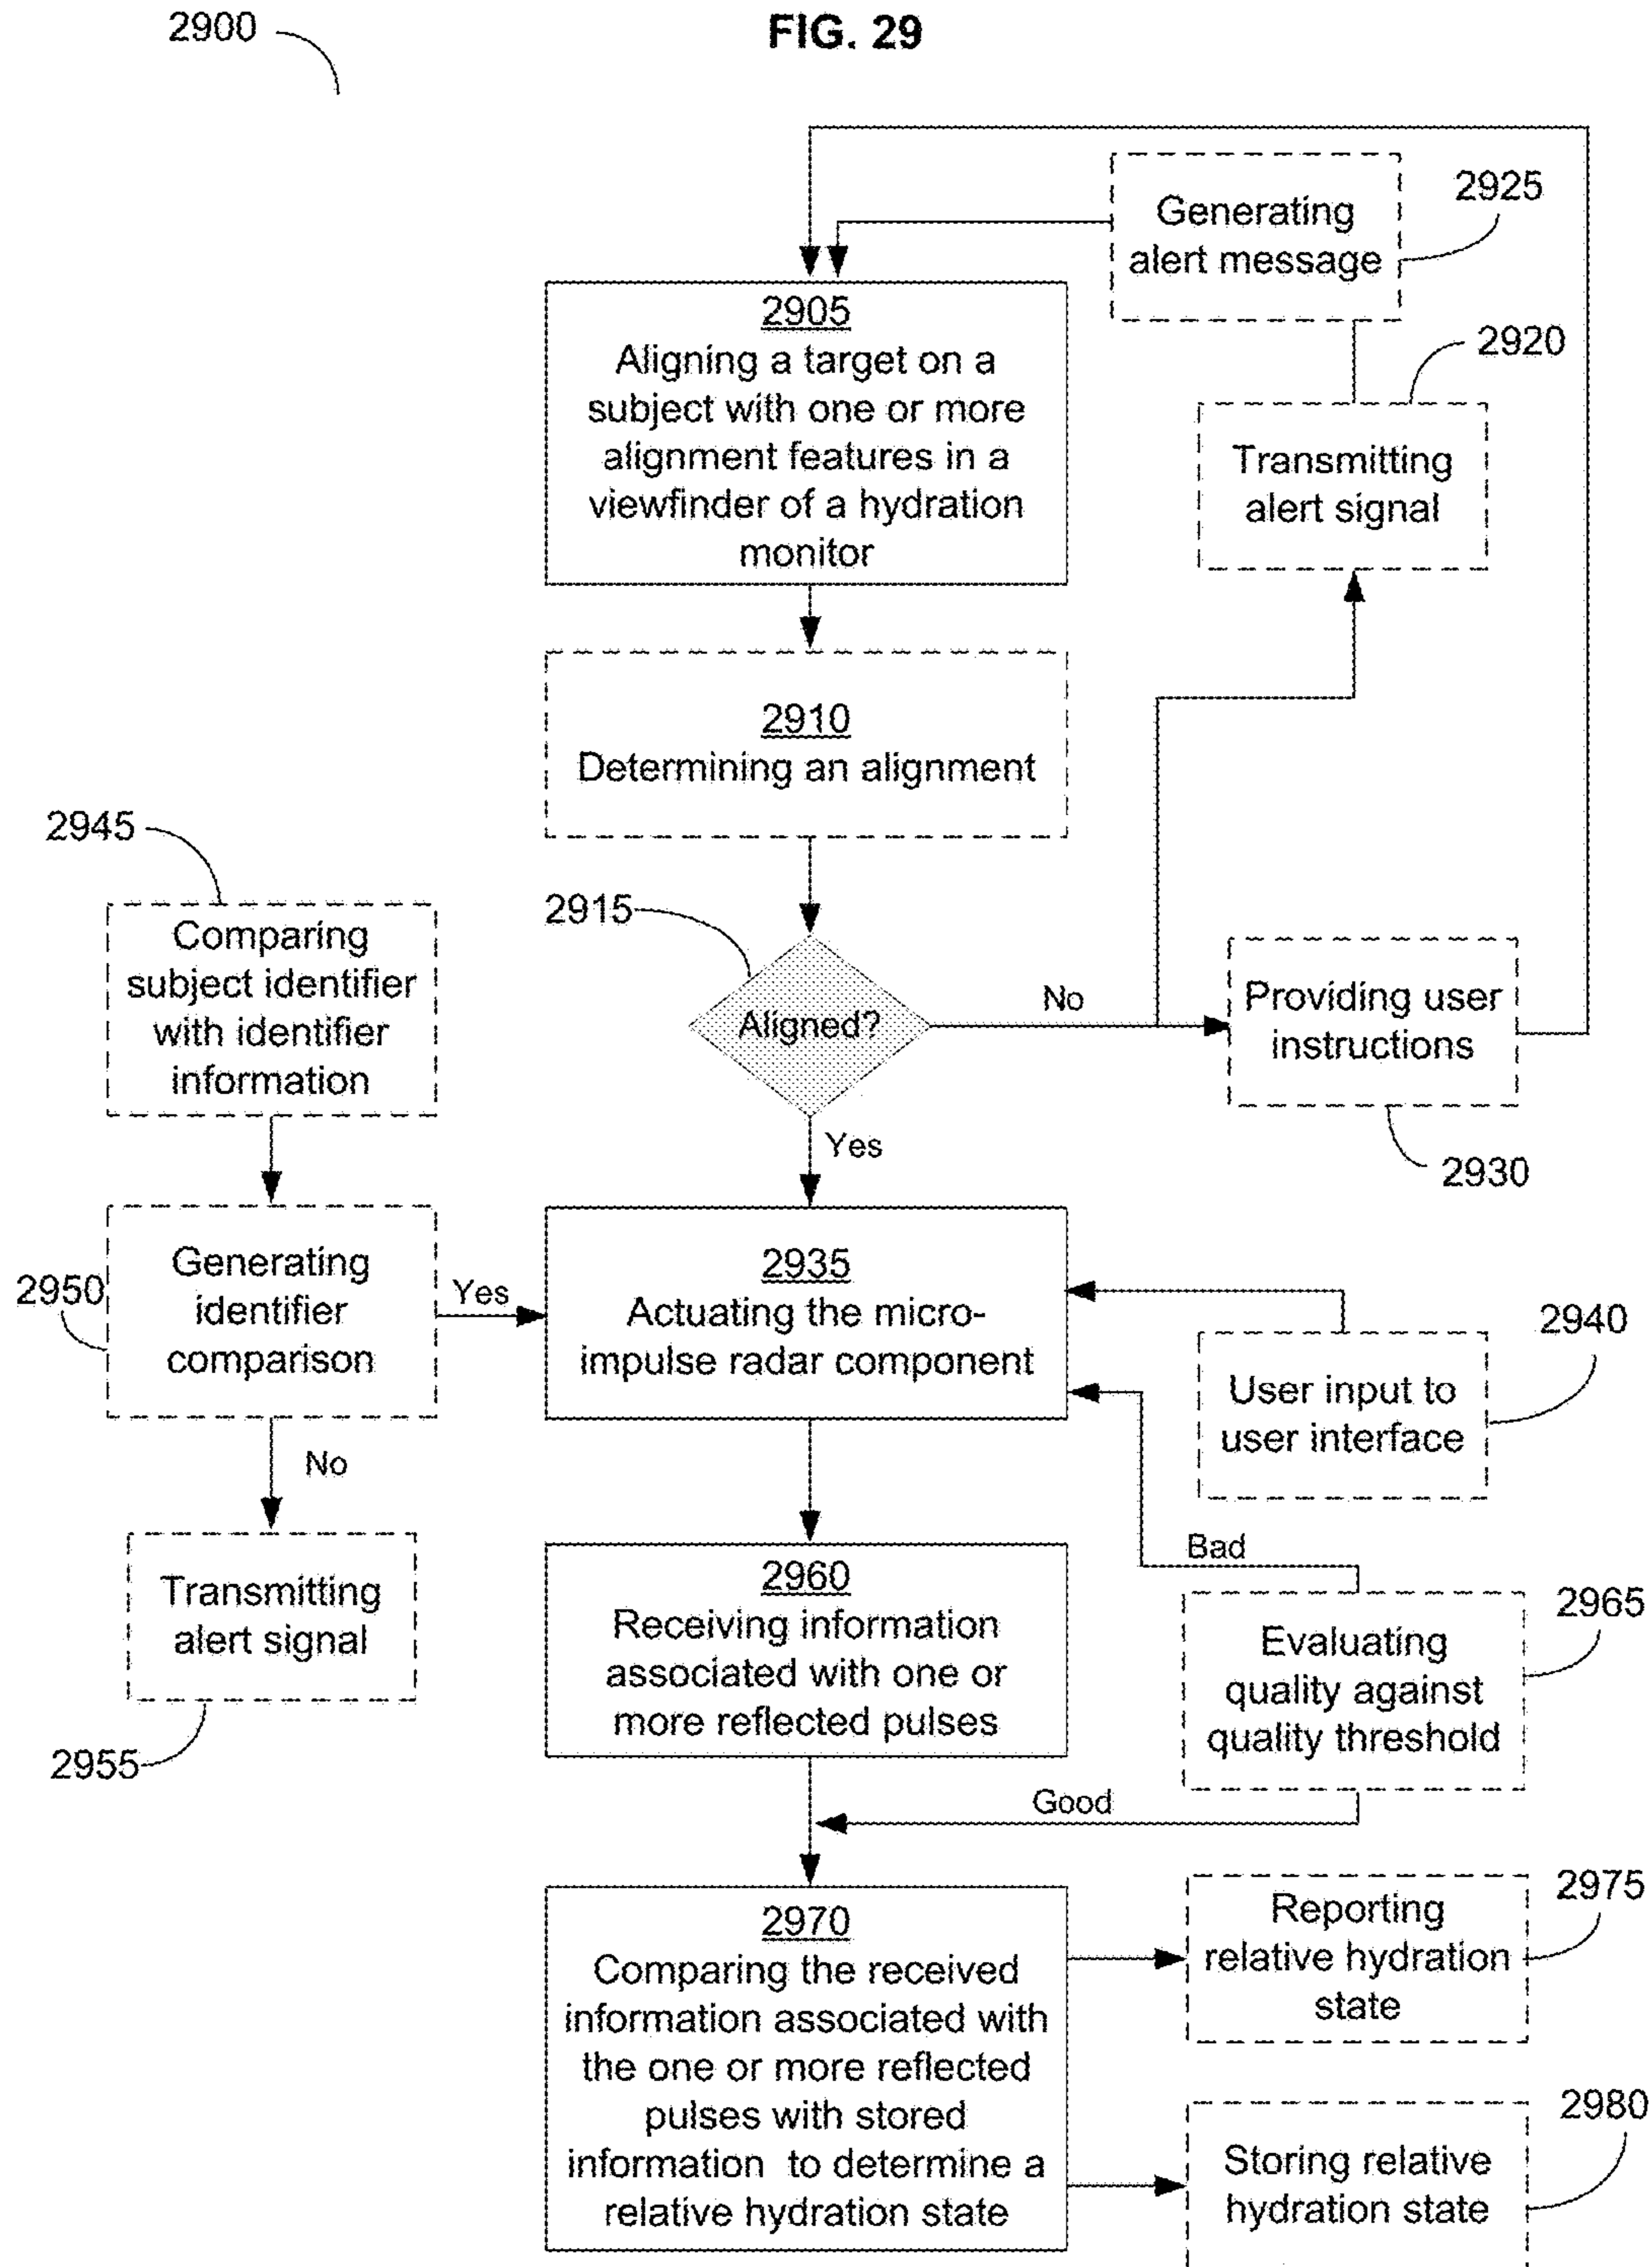 2900
FIG. 29
Generating
alert message
2925
2905
Aligning a target on a
subject with one or more
alignment features in a
viewfinder of a hydration
monitor
2920
Transmitting
alert signal
2910
Determining an alignment
2945
Comparing
subject identifier
with identifier
information
2915
Aligned?
No
Providing user
instructions
2930
Yes
2950
Generating
identifier
comparison
Yes
2935
Actuating the micro-
impulse radar component
2940
User input to
user interface
No
Transmitting
alert signal
2955
2960
Receiving information
associated with one or
more reflected pulses
Bad
2965
Evaluating
quality against
quality threshold
Good
2970
Comparing the received
information associated with
the one or more reflected
pulses with stored
information to determine a
relative hydration state
2975
Reporting
relative hydration
state
2980
Storing relative
hydration state